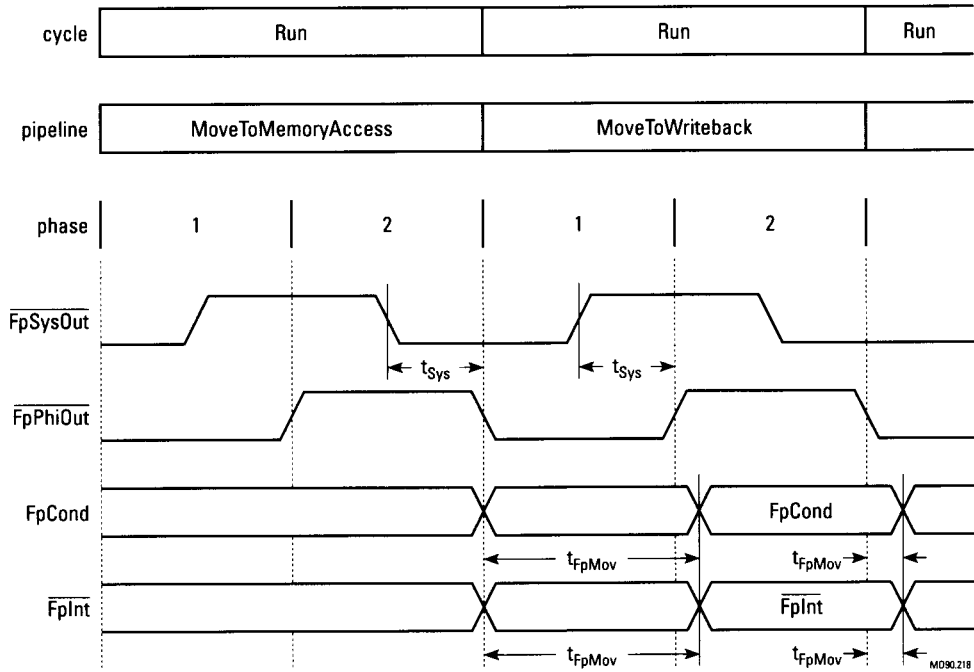 cycle Run Run Run
pipeline MoveToMemoryAccess MoveToWriteback
phase 1 2 1 2
FpSysOut
tSys tSys
FpPhiOut
FpCond FpCond
tFpMov tFpMov
FpInt FpInt
tFpMov tFpMov
MD90.218